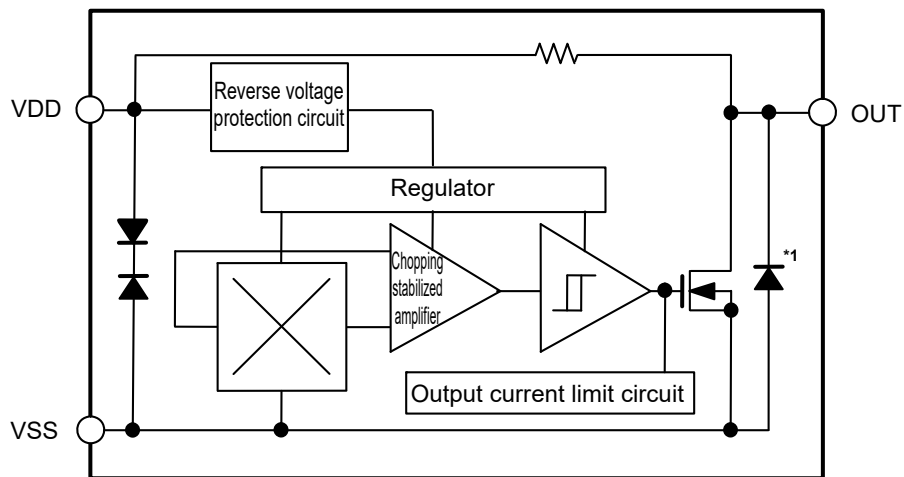 VDD
Reverse voltage
protection circuit
OUT
Regulator
Chopping
stabilized
amplifier
*1
Output current limit circuit
VSS